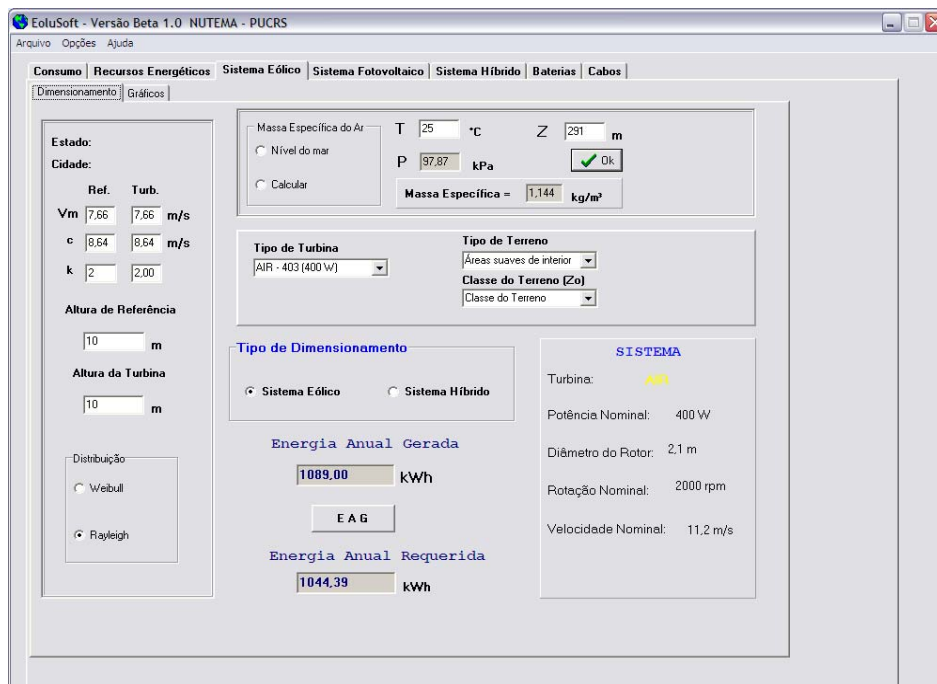 EoluSoft - Versão Beta 1.0 NUTEMA - PUCRS
Arquivo Opções Ajuda
Consumo Recursos Energéticos Sistema Eólico Sistema Fotovoltaico Sistema Híbrido Baterias Cabos
Dimensionamento Gráficos
Estado:
Cidade:
Ref. Turb.
Vm 7,66 7,66 m/s
c 8,64 8,64 m/s
k 2 2,00
Altura de Referência
10 m
Altura da Turbina
10 m
Distribuição
Weibull
Rayleigh
Massa Específica do Ar
Nível do mar
Calcular
T 25 °C Z 291 m
P 97,87 kPa Ok
Massa Específica = 1,144 kg/m³
Tipo de Turbina
AIR - 403 (400 W)
Tipo de Terreno
Áreas suaves de interior
Classe do Terreno (Zo)
Classe do Terreno
Tipo de Dimensionamento
Sistema Eólico Sistema Híbrido
Energia Anual Gerada
1089,00 kWh
E A G
Energia Anual Requerida
1044,39 kWh
SISTEMA
Turbina:
Potência Nominal: 400 W
Diâmetro do Rotor: 2,1 m
Rotação Nominal: 2000 rpm
Velocidade Nominal: 11,2 m/s